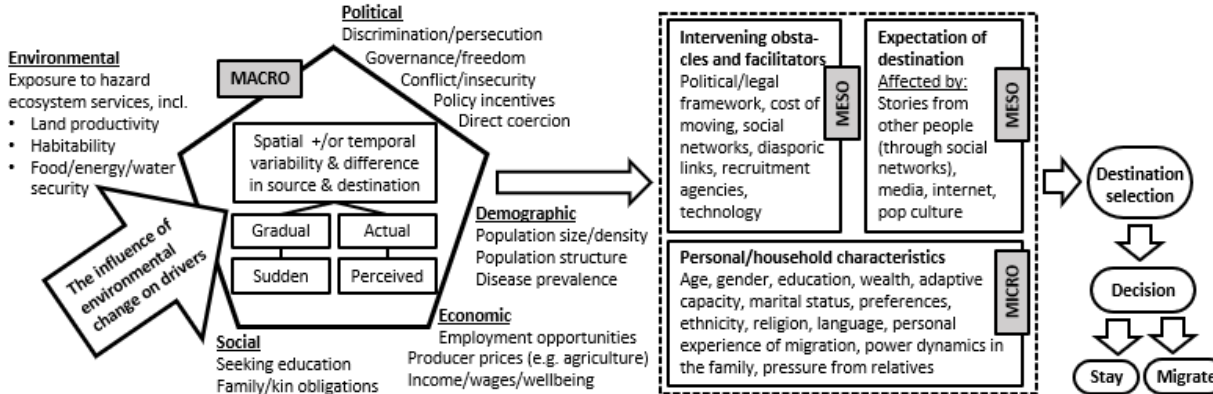 Political
Discrimination/persecution
Governance/freedom
Conflict/insecurity
Policy incentives
Direct coercion
Environmental
Exposure to hazard
ecosystem services, incl.
• Land productivity
• Habitability
• Food/energy/water
security
MACRO
Spatial +/or temporal
variability & difference
in source & destination
Gradual
Actual
Sudden
Perceived
The influence of
environmental
change on drivers
Demographic
Population size/density
Population structure
Disease prevalence
Economic
Employment opportunities
Producer prices (e.g. agriculture)
Income/wages/wellbeing
Social
Seeking education
Family/kin obligations
Intervening obsta-
cles and facilitators
Political/legal
framework, cost of
moving, social
networks, diasporic
links, recruitment
agencies,
technology
MESO
Expectation of
destination
Affected by:
Stories from
other people
(through social
networks),
media, internet,
pop culture
MESO
Personal/household characteristics
Age, gender, education, wealth, adaptive
capacity, marital status, preferences,
ethnicity, religion, language, personal
experience of migration, power dynamics in
the family, pressure from relatives
MICRO
Destination
selection
Decision
Stay
Migrate